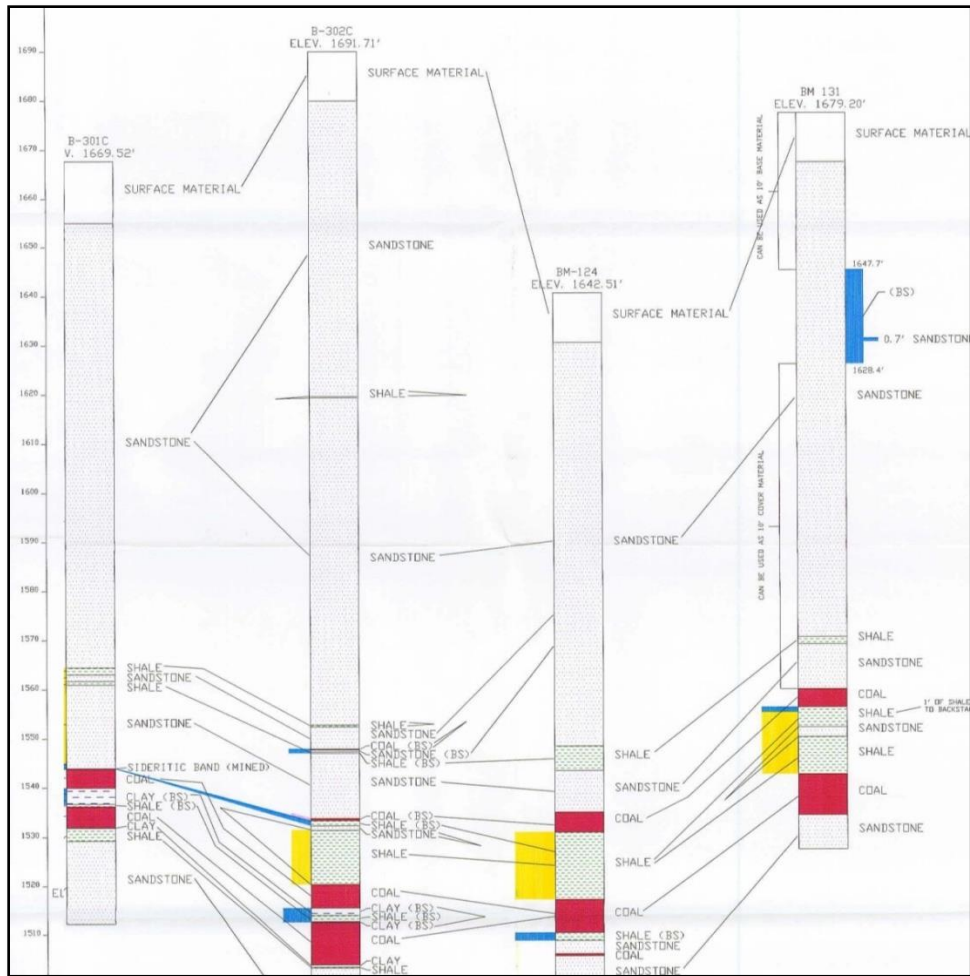 B-302C
ELEV. 1691.71'
1690
SURFACE MATERIAL
1680
BM 131
ELEV. 1679.20'
CAN BE USED AS 10' BASE MATERIAL
SURFACE MATERIAL
B-301C
V. 1669.52'
1670
SURFACE MATERIAL
1660
1650
SANDSTONE
1647.7'
(BS)
BM-124
ELEV. 1642.51'
1640
SURFACE MATERIAL
0.7' SANDSTONE
1630
1628.4'
1620
SHALE
SANDSTONE
1610
SANDSTONE
1600
CAN BE USED AS 10' COVER MATERIAL
1590
SANDSTONE
SANDSTONE
1580
1570
SHALE
SHALE
SANDSTONE
SHALE
SANDSTONE
1560
COAL
SHALE
1' OF SHALE
TO BACKSTA
SANDSTONE
SANDSTONE
SHALE
SANDSTONE
1550
COAL (BS)
SANDSTONE (BS)
SHALE (BS)
SHALE
SHALE
SIDERITIC BAND (MINED)
COAL
1540
SANDSTONE
SANDSTONE
COAL
CLAY (BS)
SHALE (BS)
COAL
CLAY
SHALE
COAL (BS)
SHALE (BS)
SANDSTONE
COAL
SANDSTONE
1530
SHALE
SHALE
SANDSTONE
1520
COAL
CLAY (BS)
SHALE (BS)
CLAY (BS)
COAL
COAL
1510
SHALE (BS)
SANDSTONE
COAL
CLAY
SHALE
SANDSTONE